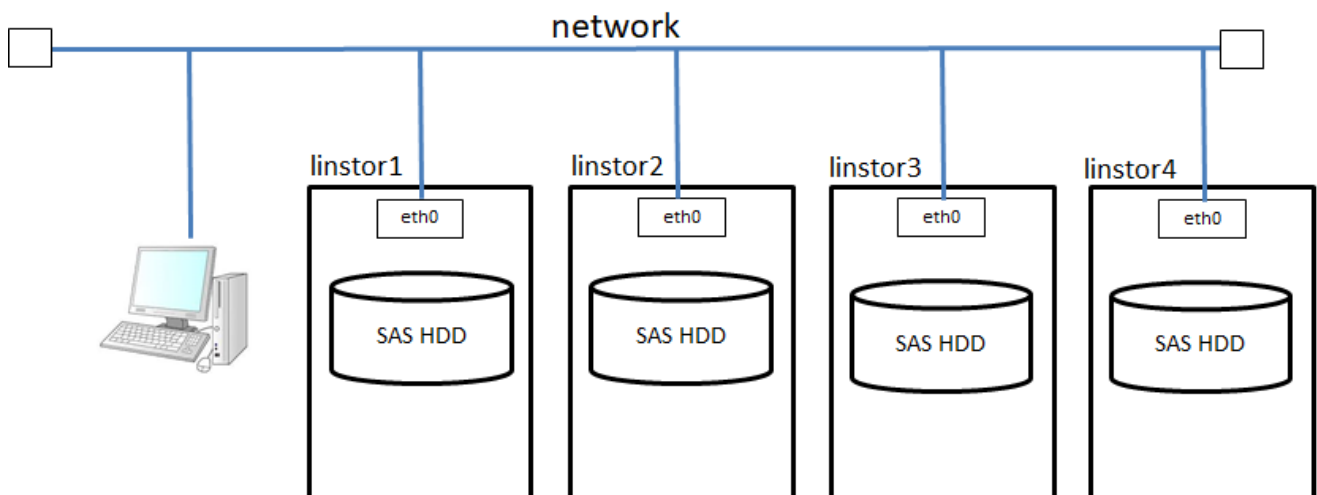 network
linstor1
linstor2
linstor3
linstor4
eth0
eth0
eth0
eth0
SAS HDD
SAS HDD
SAS HDD
SAS HDD